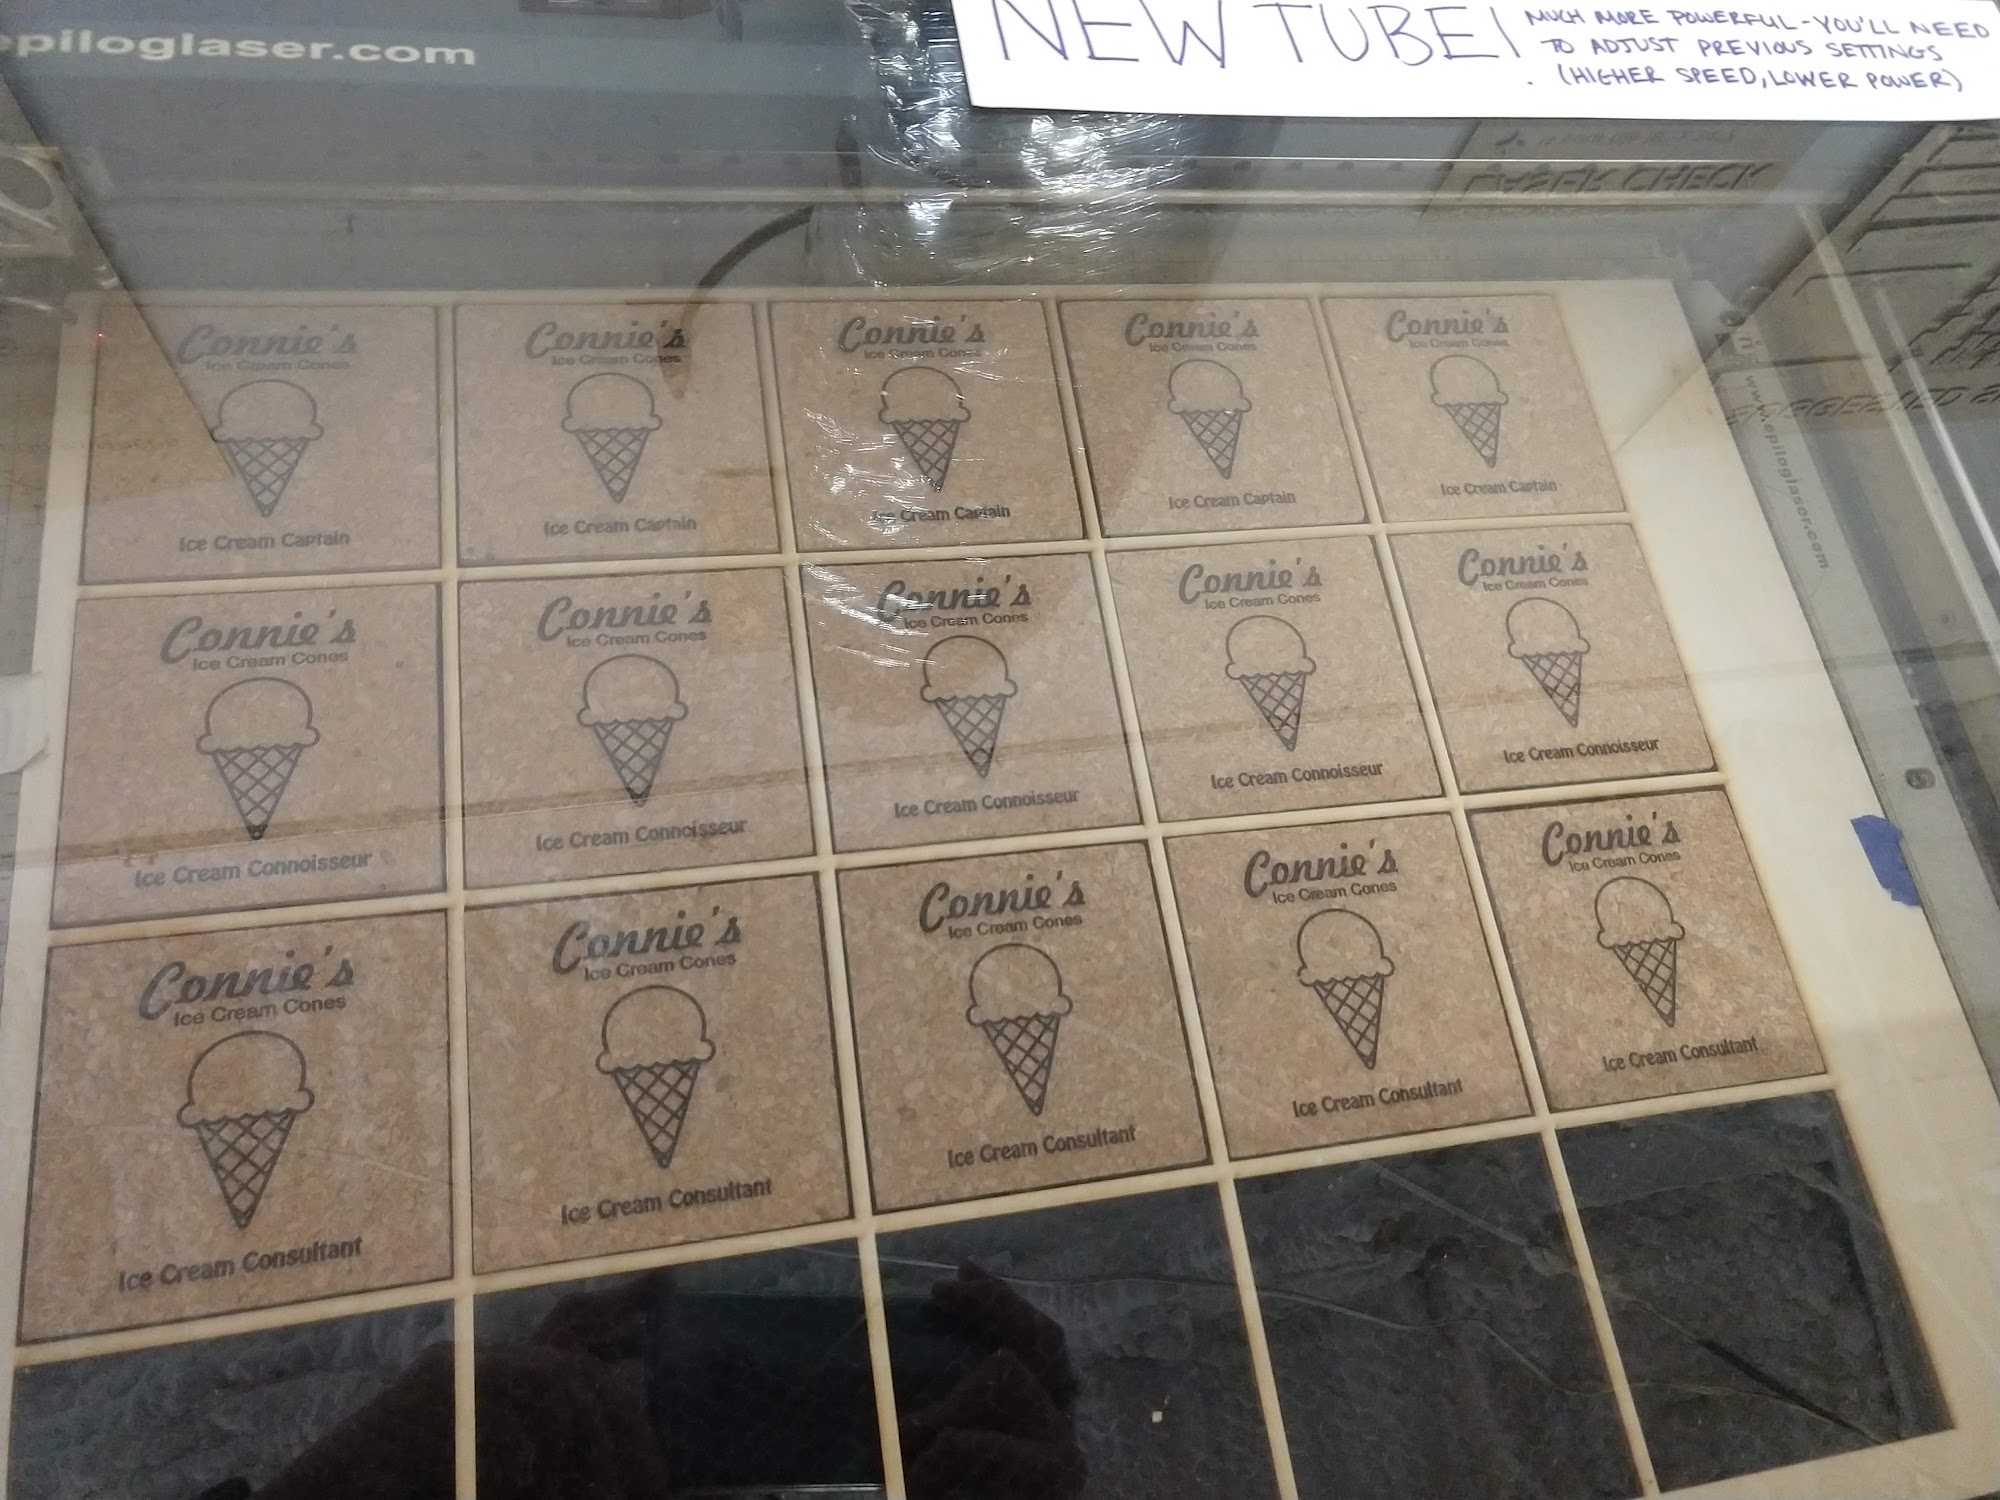 epiloglaser.com
NEW TUBE!
MUCH MORE POWERFUL - YOU'LL NEED
TO ADJUST PREVIOUS SETTINGS
(HIGHER SPEED, LOWER POWER)
LASER CHECK
Connie's Connie's Connie's Connie's Connie's
Ice Cream Cones Ice Cream Cones Ice Cream Cones Ice Cream Cones Ice Cream Cones
Ice Cream Captain Ice Cream Captain Ice Cream Captain Ice Cream Captain Ice Cream Captain
www.epiloglaser.com
Connie's Connie's Connie's Connie's Connie's
Ice Cream Cones Ice Cream Cones Ice Cream Cones Ice Cream Cones Ice Cream Cones
Ice Cream Connoisseur Ice Cream Connoisseur Ice Cream Connoisseur Ice Cream Connoisseur Ice Cream Connoisseur
Connie's Connie's Connie's Connie's Connie's
Ice Cream Cones Ice Cream Cones Ice Cream Cones Ice Cream Cones Ice Cream Cones
Ice Cream Consultant Ice Cream Consultant Ice Cream Consultant Ice Cream Consultant Ice Cream Consultant